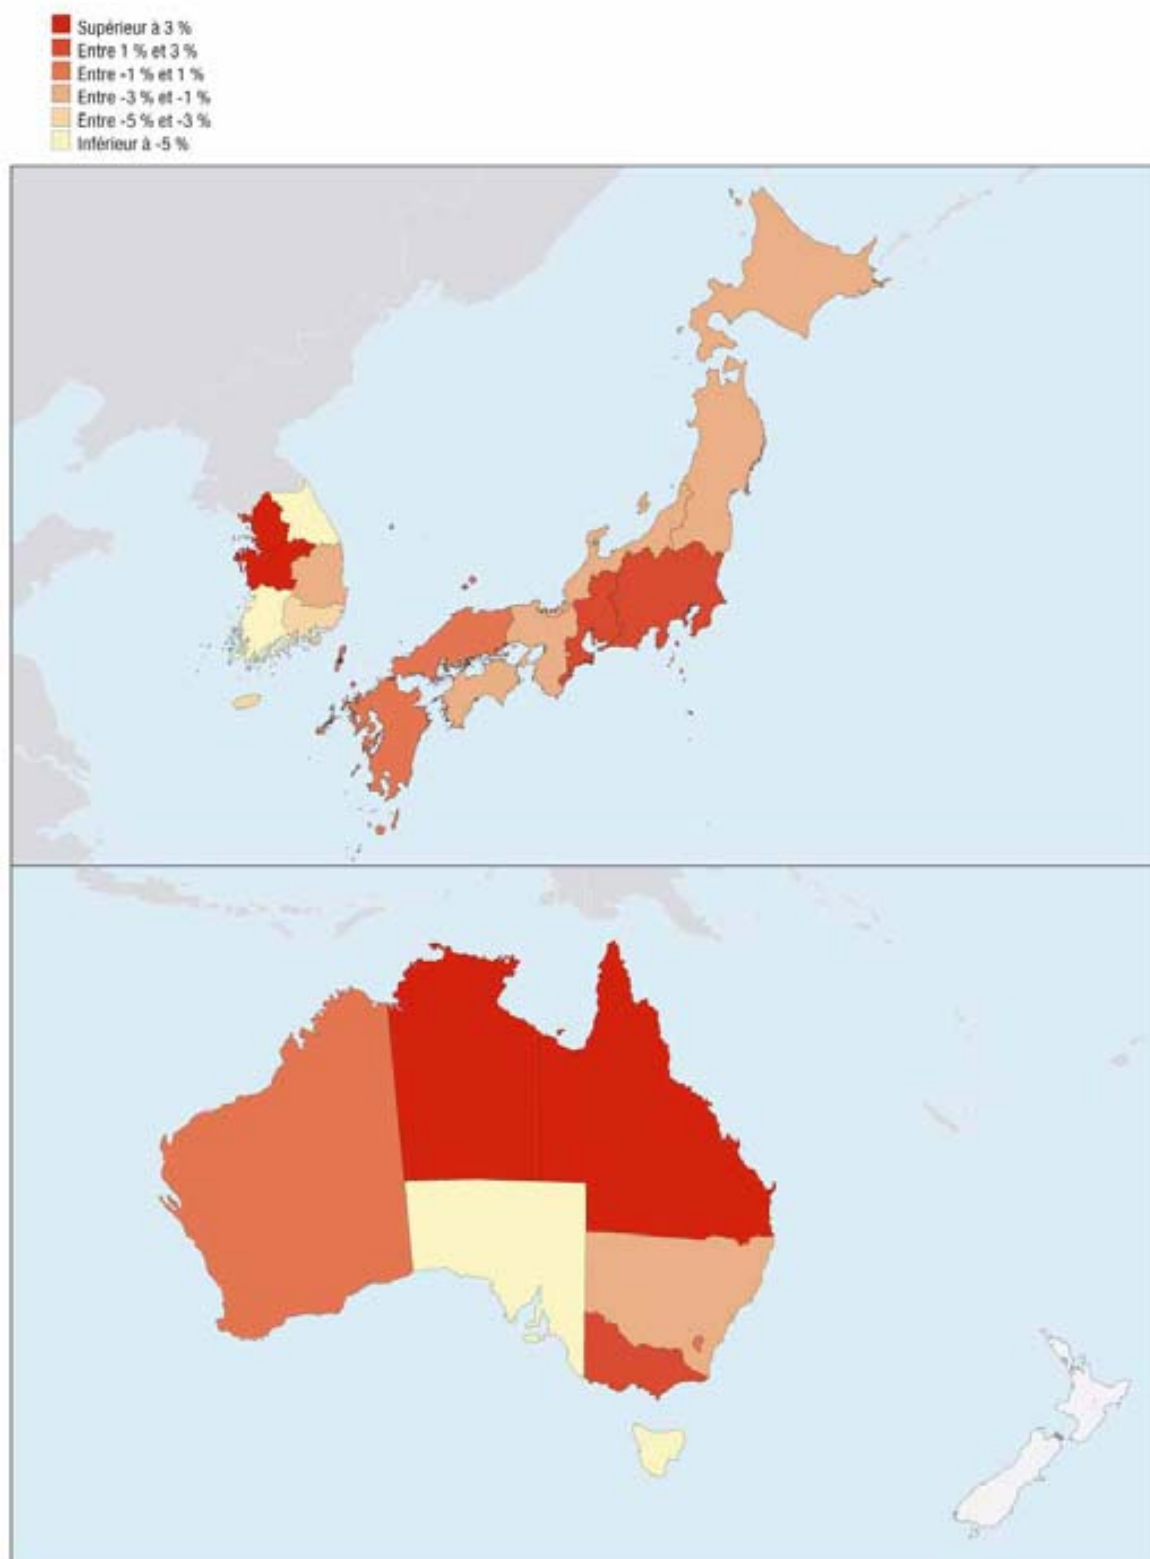 Supérieur à 3 %
Entre 1 % et 3 %
Entre -1 % et 1 %
Entre -3 % et -1 %
Entre -5 % et -3 %
Inférieur à -5 %